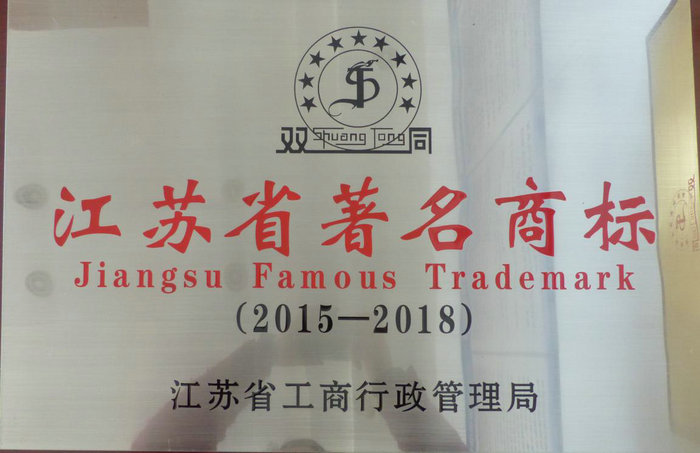 双 Shuang Tong 同
江苏省著名商标
Jiangsu Famous Trademark
(2015—2018)
江苏省工商行政管理局